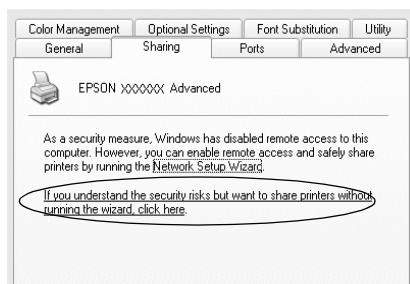 Color Management Optional Settings Font Substitution Utility
General Sharing Ports Advanced
EPSON XXXXXX Advanced
As a security measure, Windows has disabled remote access to this
computer. However, you can enable remote access and safely share
printers by running the Network Setup Wizard.
If you understand the security risks but want to share printers without
running the wizard, click here.